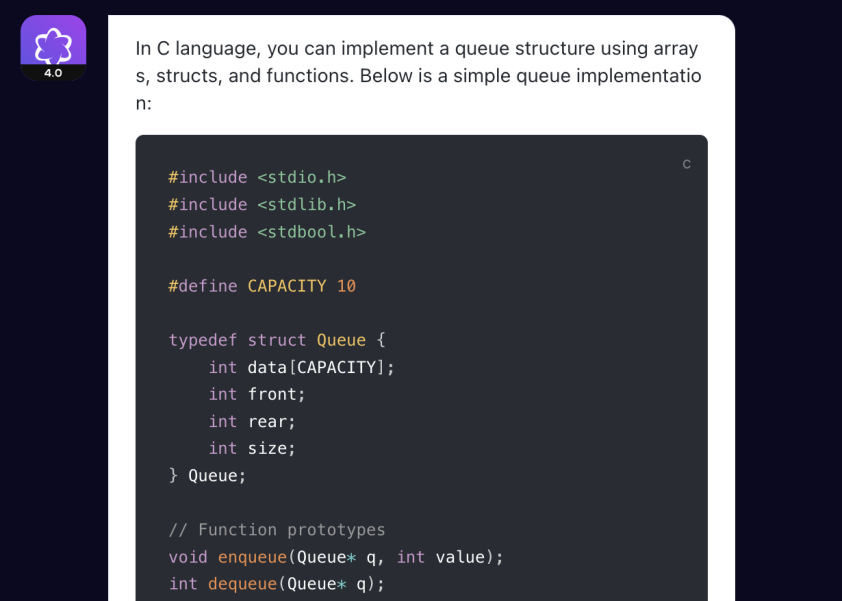 4.0
In C language, you can implement a queue structure using array
s, structs, and functions. Below is a simple queue implementatio
n:
c
#include <stdio.h>
#include <stdlib.h>
#include <stdbool.h>
#define CAPACITY 10
typedef struct Queue {
    int data[CAPACITY];
    int front;
    int rear;
    int size;
} Queue;
// Function prototypes
void enqueue(Queue* q, int value);
int dequeue(Queue* q);